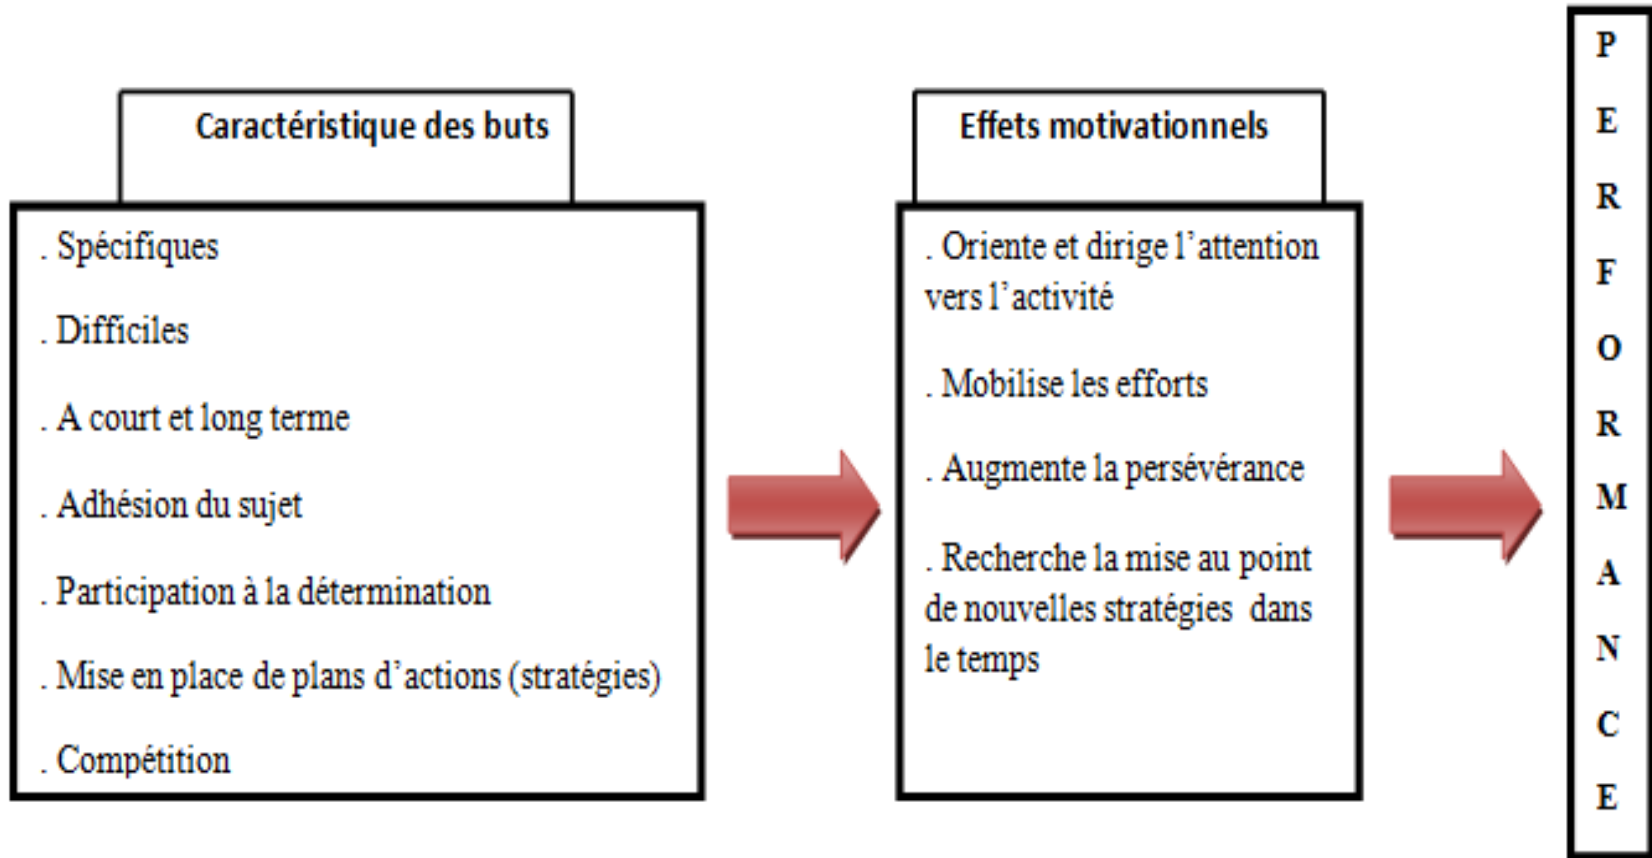 Caractéristique des buts
. Spécifiques
. Difficiles
. A court et long terme
. Adhésion du sujet
. Participation à la détermination
. Mise en place de plans d’actions (stratégies)
. Compétition
Effets motivationnels
. Oriente et dirige l’attention
vers l’activité
. Mobilise les efforts
. Augmente la persévérance
. Recherche la mise au point
de nouvelles stratégies dans
le temps
P
E
R
F
O
R
M
A
N
C
E